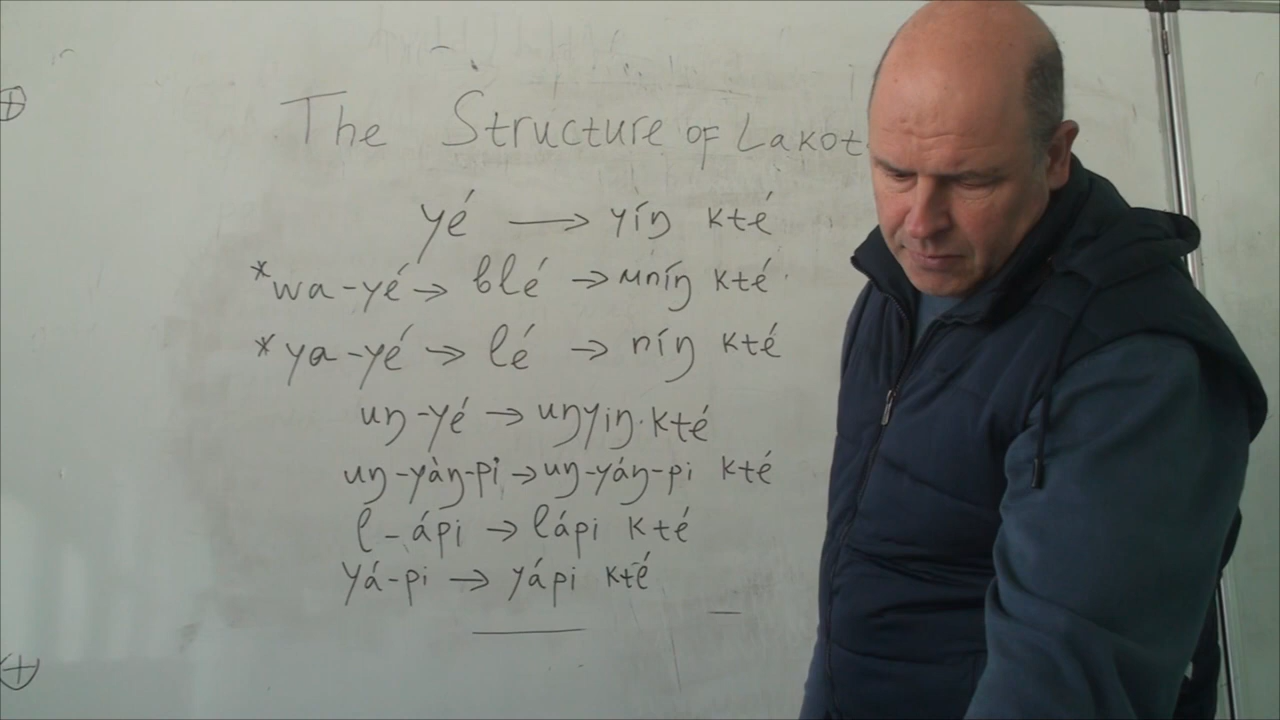 The Structure of Lakot
yé → yíŋ kté
*wa-yé → blé → mníŋ kté
*ya-yé → lé → níŋ kté
uŋ-yé → uŋyiŋ.kté
uŋ-yàŋ-pi → uŋ-yáŋ-pi kté
l-ápi → lápi kté
yá-pi → yápi kté